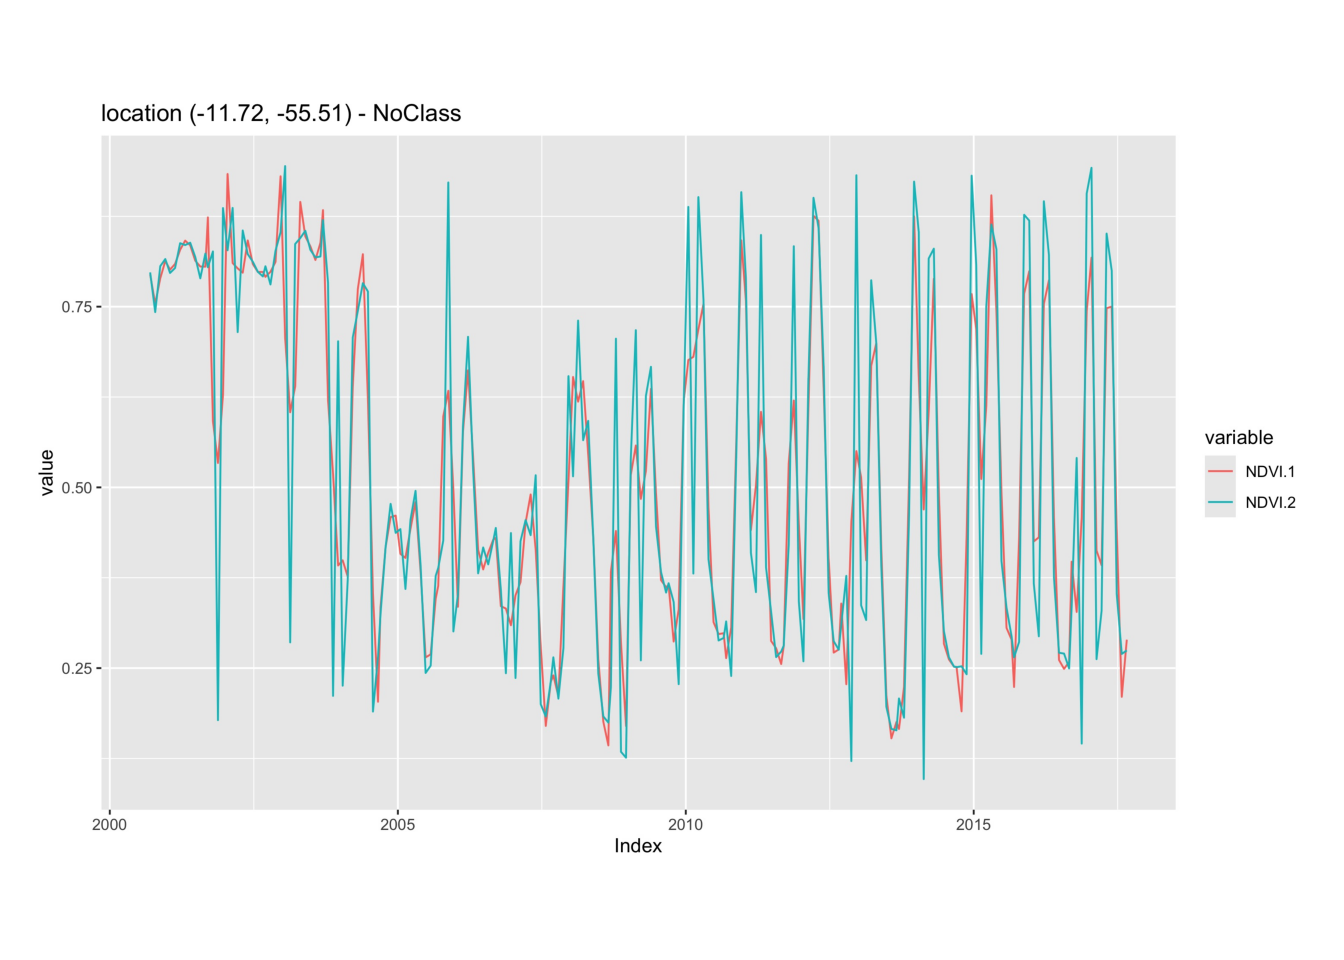 location (-11.72, -55.51) - NoClass
value
0.75
0.50
0.25
2000
2005
2010
2015
Index
variable
NDVI.1
NDVI.2